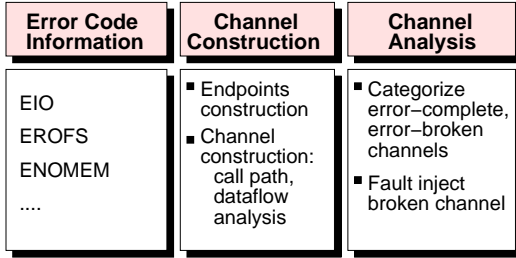 Error Code
Information
EIO
EROFS
ENOMEM
....
Channel
Construction
Endpoints
construction
Channel
construction:
call path,
dataflow
analysis
Channel
Analysis
Categorize
error−complete,
error−broken
channels
Fault inject
broken channel